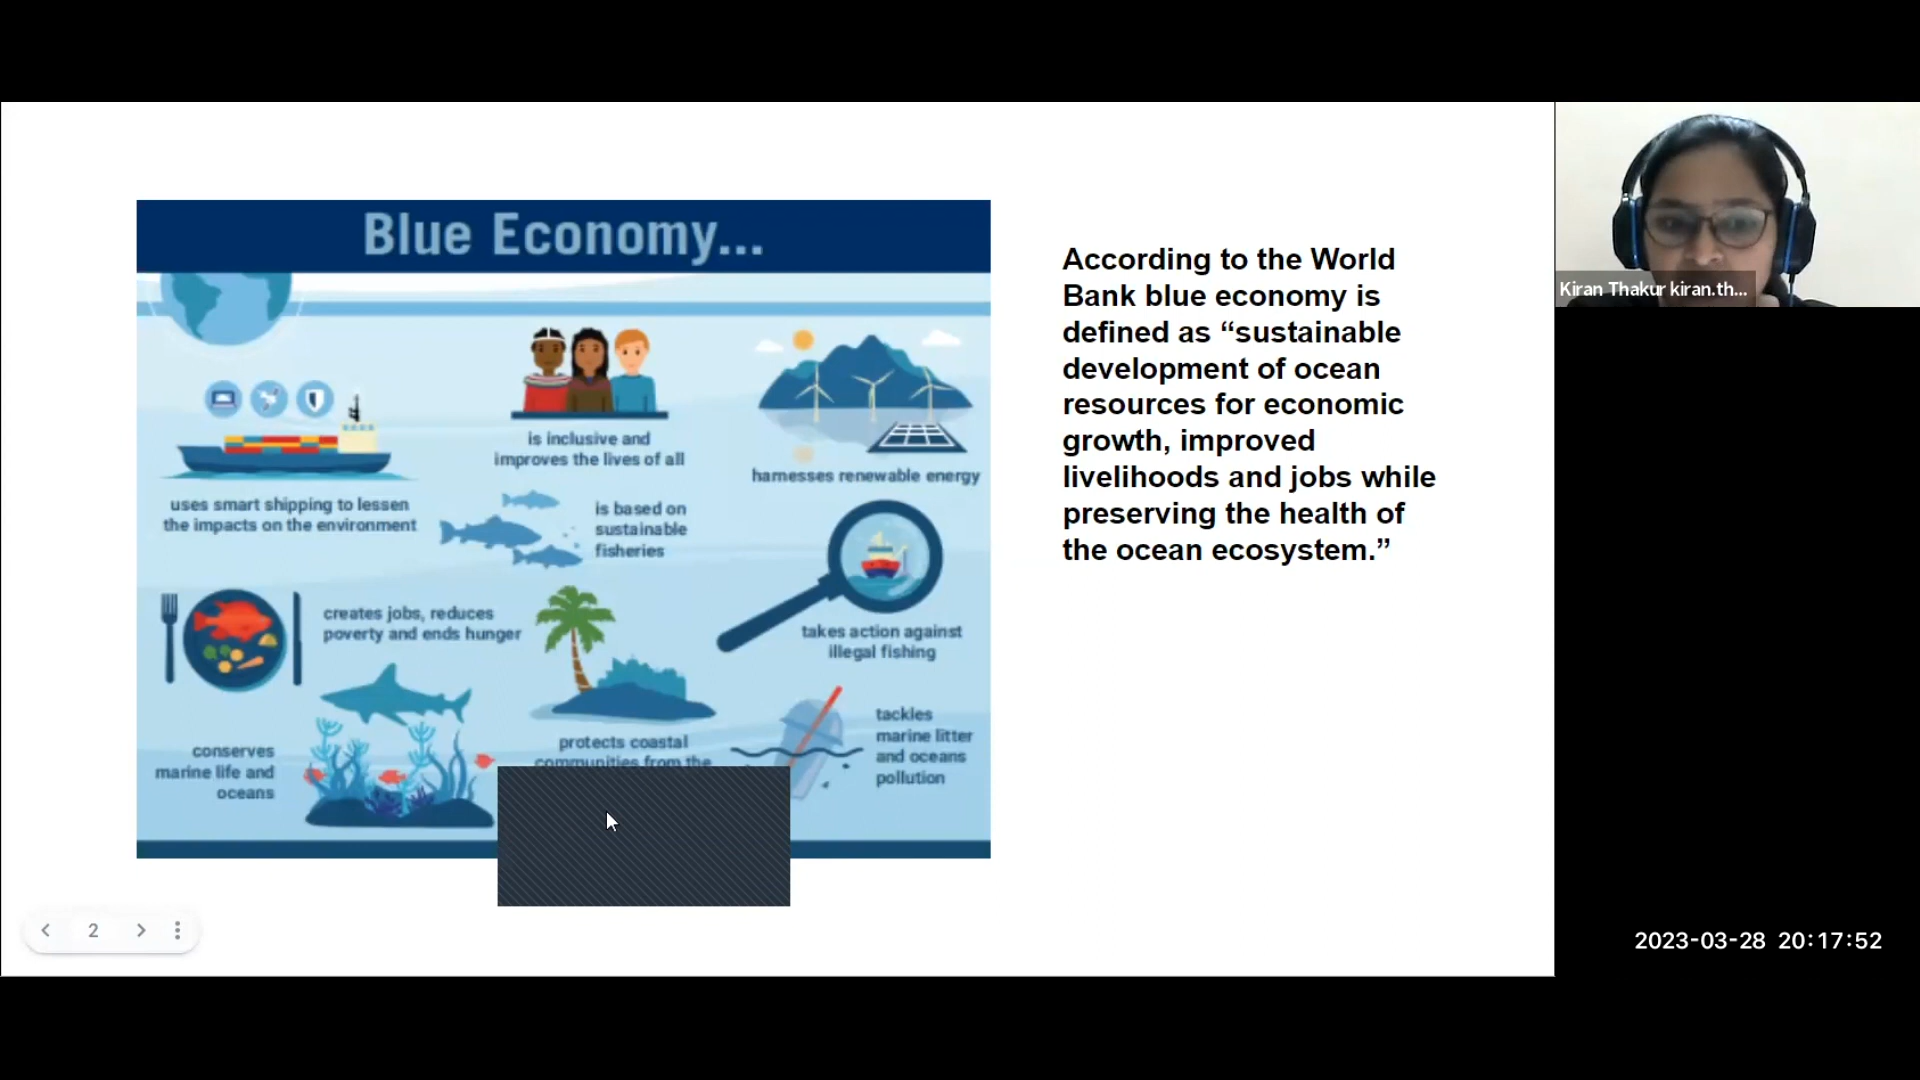 Blue Economy...
is inclusive and
improves the lives of all
harnesses renewable energy
uses smart shipping to lessen
the impacts on the environment
is based on
sustainable
fisheries
creates jobs, reduces
poverty and ends hunger
takes action against
illegal fishing
conserves
marine life and
oceans
protects coastal
communities from the
tackles
marine litter
and oceans
pollution
According to the World
Bank blue economy is
defined as “sustainable
development of ocean
resources for economic
growth, improved
livelihoods and jobs while
preserving the health of
the ocean ecosystem.”
Kiran Thakur kiran.th...
2
2023-03-28 20:17:52